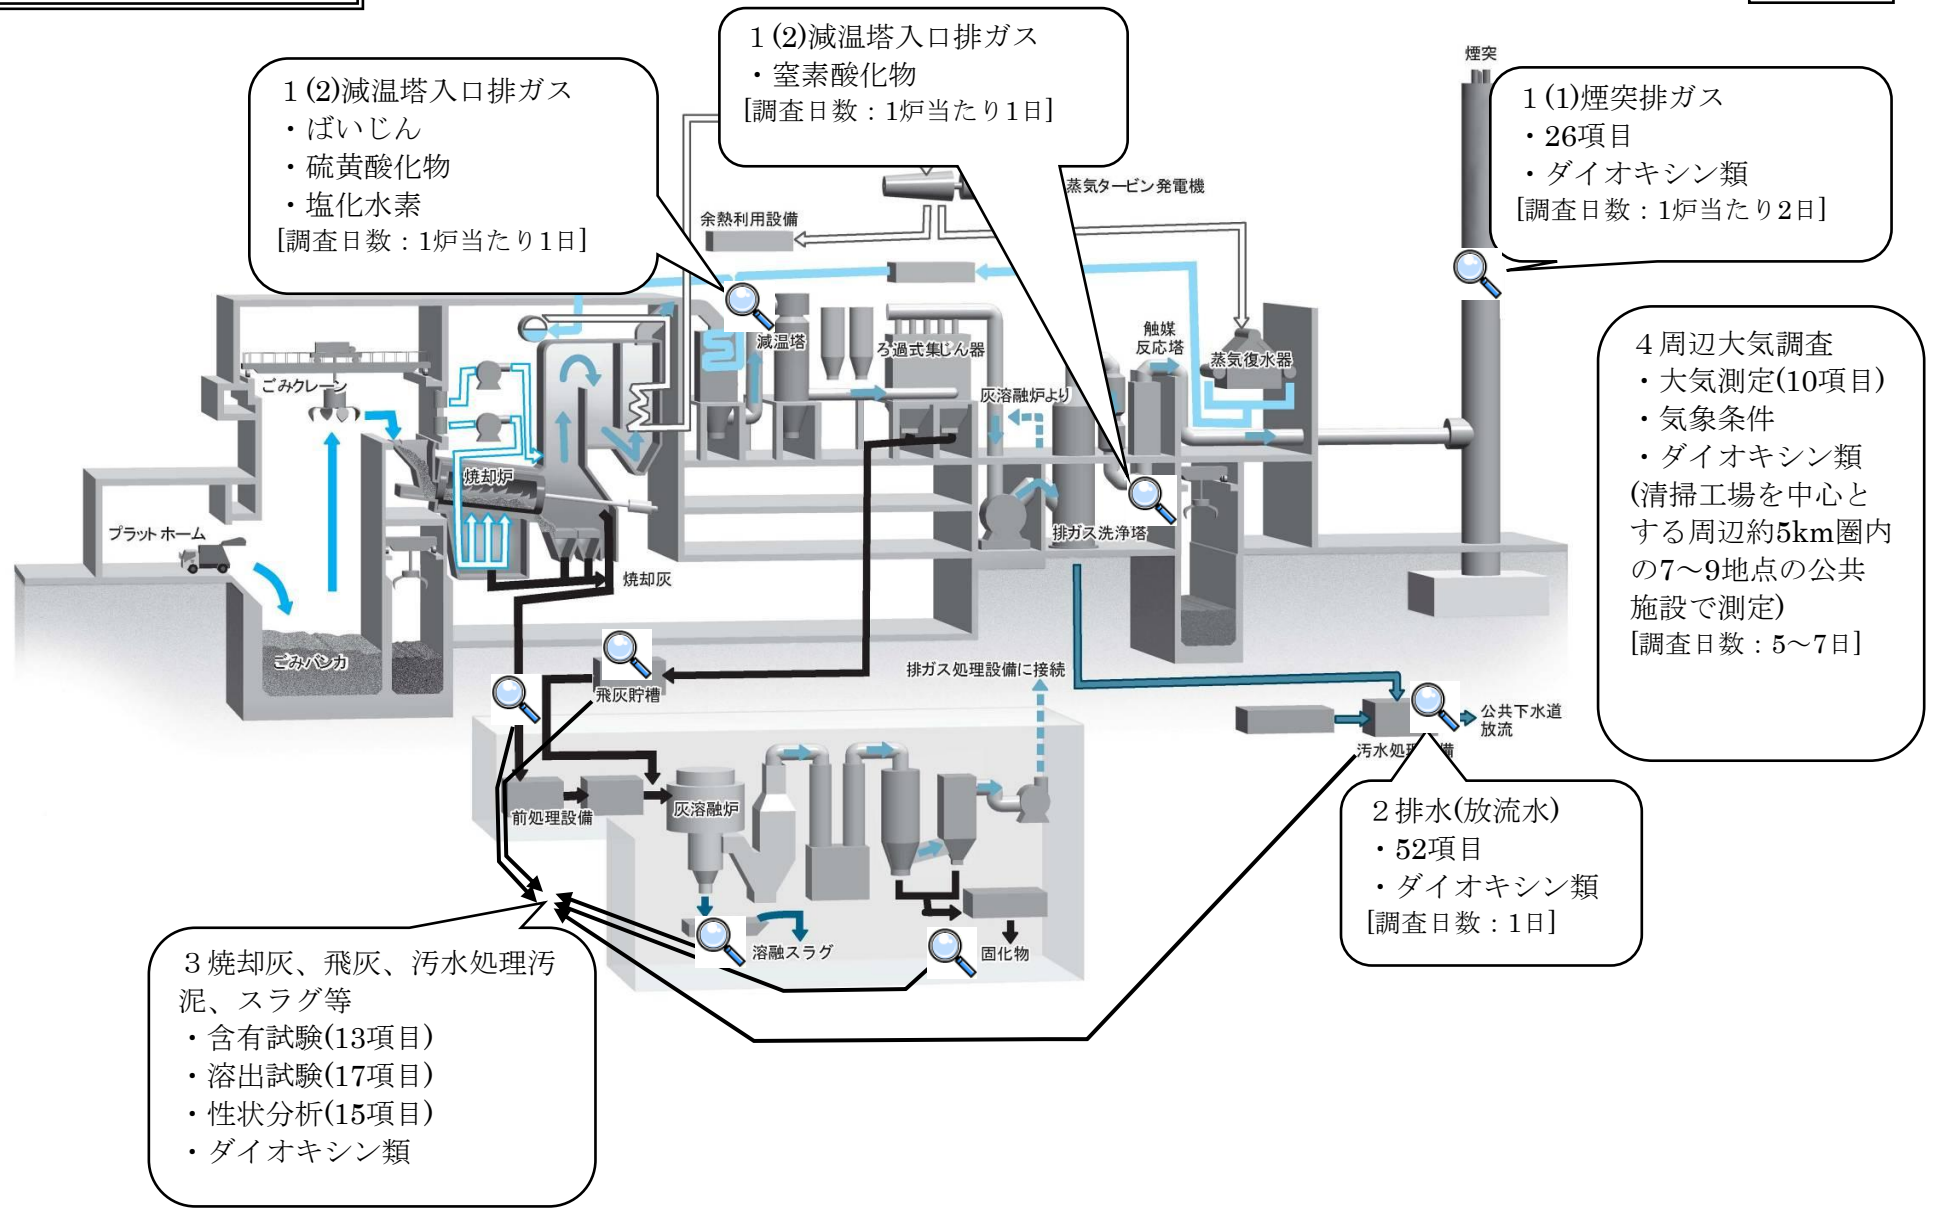 １(2)減温塔入口排ガス
・ばいじん
・硫黄酸化物
・塩化水素
[調査日数：1炉当たり1日]
１(2)減温塔入口排ガス
・窒素酸化物
[調査日数：1炉当たり1日]
煙突
１(1)煙突排ガス
・26項目
・ダイオキシン類
[調査日数：1炉当たり2日]
蒸気タービン発電機
余熱利用設備
減温塔
ろ過式集じん器
触媒
反応塔
蒸気復水器
ごみクレーン
灰溶融炉より
焼却炉
プラットホーム
排ガス洗浄塔
焼却灰
ごみバンカ
飛灰貯槽
排ガス処理設備に接続
公共下水道
放流
汚水処理設備
４周辺大気調査
・大気測定(10項目)
・気象条件
・ダイオキシン類
(清掃工場を中心と
する周辺約5km圏内
の7～9地点の公共
施設で測定)
[調査日数：5～7日]
前処理設備
灰溶融炉
溶融スラグ
固化物
２排水(放流水)
・52項目
・ダイオキシン類
[調査日数：1日]
３焼却灰、飛灰、汚水処理汚
泥、スラグ等
・含有試験(13項目)
・溶出試験(17項目)
・性状分析(15項目)
・ダイオキシン類